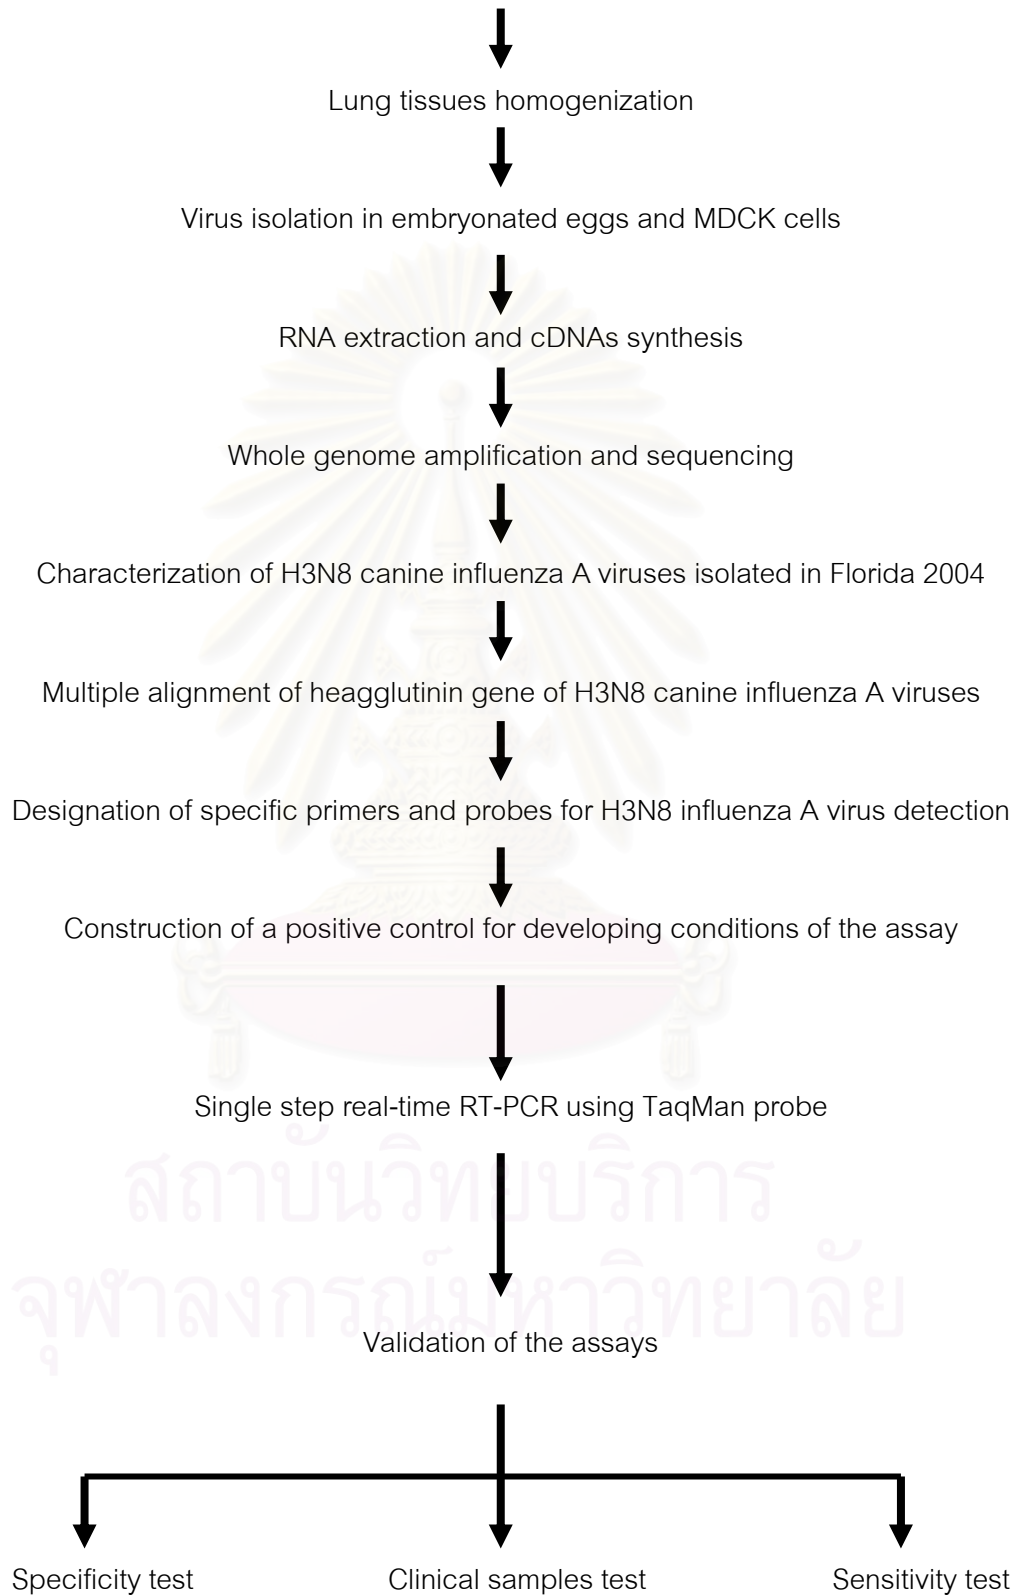 Lung tissues homogenization
Virus isolation in embryonated eggs and MDCK cells
RNA extraction and cDNAs synthesis
Whole genome amplification and sequencing
Characterization of H3N8 canine influenza A viruses isolated in Florida 2004
Multiple alignment of heagglutinin gene of H3N8 canine influenza A viruses
Designation of specific primers and probes for H3N8 influenza A virus detection
Construction of a positive control for developing conditions of the assay
Single step real-time RT-PCR using TaqMan probe
สถาบันวิทยบริการ
จุฬาลงกรณ์มหาวิทยาลัย
Validation of the assays
Specificity test
Clinical samples test
Sensitivity test